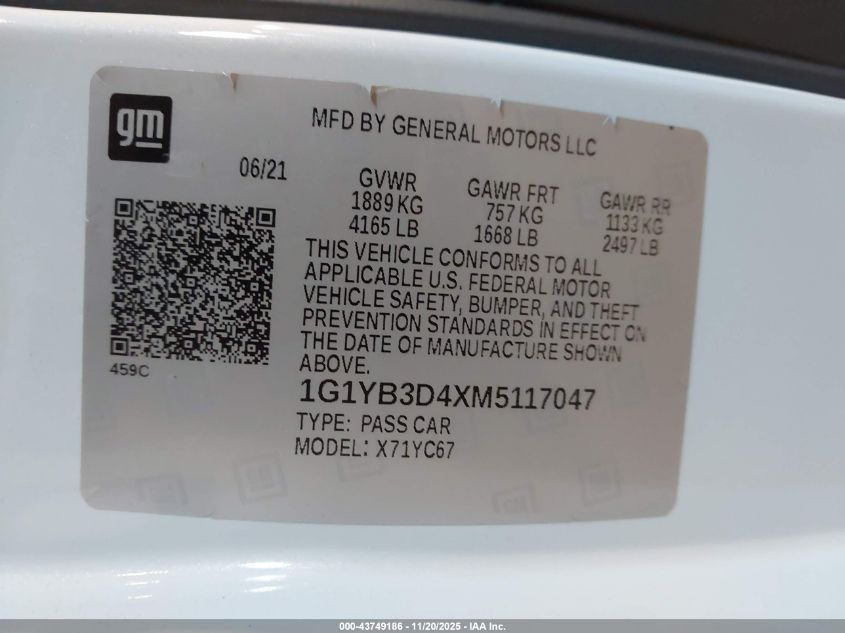 gm
MFD BY GENERAL MOTORS LLC
06/21
GVWR
1889 KG
4165 LB
GAWR FRT
757 KG
1668 LB
GAWR RR
1133 KG
2497 LB
THIS VEHICLE CONFORMS TO ALL
APPLICABLE U.S. FEDERAL MOTOR
VEHICLE SAFETY, BUMPER, AND THEFT
PREVENTION STANDARDS IN EFFECT ON
THE DATE OF MANUFACTURE SHOWN
ABOVE.
459C
1G1YB3D4XM5117047
TYPE: PASS CAR
MODEL: X71YC67
000-43749186 - 11/20/2025 - IAA Inc.